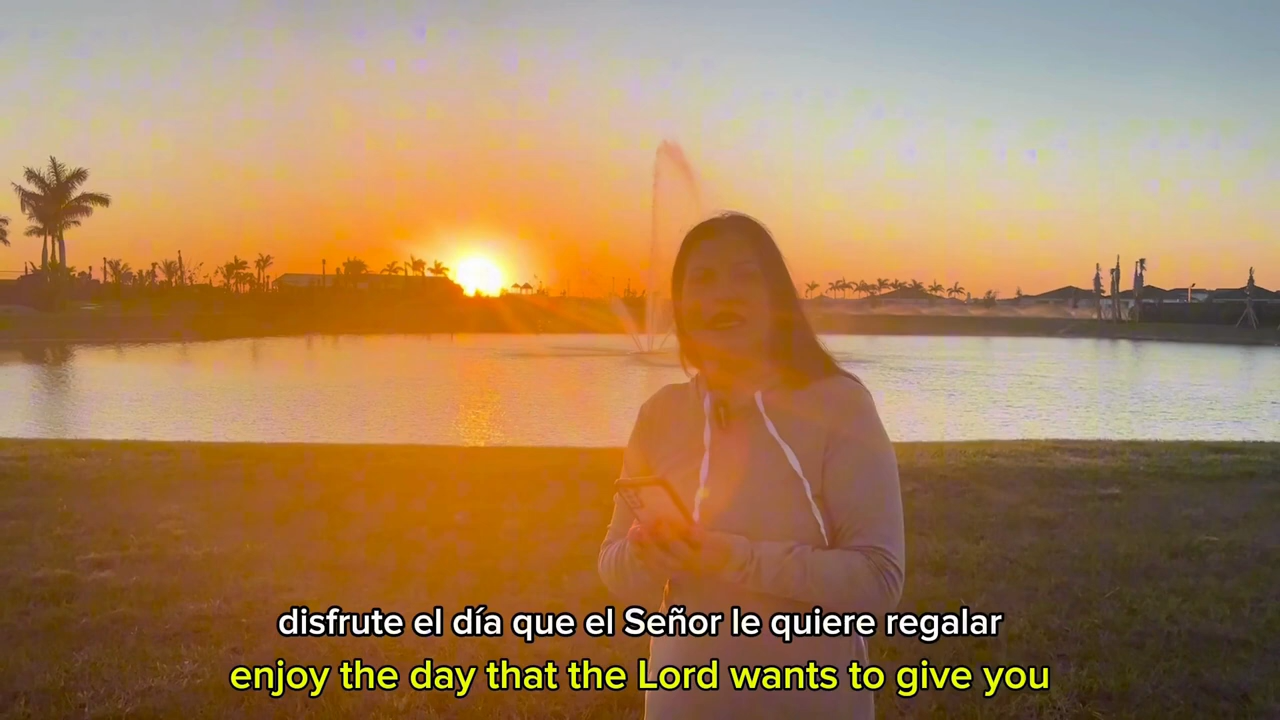 disfrute el día que el Señor le quiere regalar
enjoy the day that the Lord wants to give you